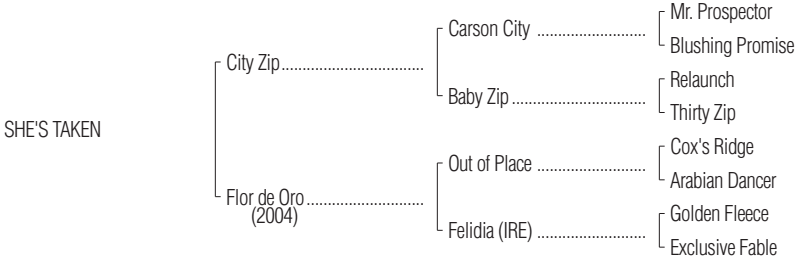 Mr. Prospector
Carson City ..........................
Blushing Promise
City Zip..................................
Relaunch
Baby Zip ................................
Thirty Zip
SHE'S TAKEN
Cox's Ridge
Out of Place ..........................
Arabian Dancer
Flor de Oro ............................
(2004)
Golden Fleece
Felidia (IRE) ..........................
Exclusive Fable